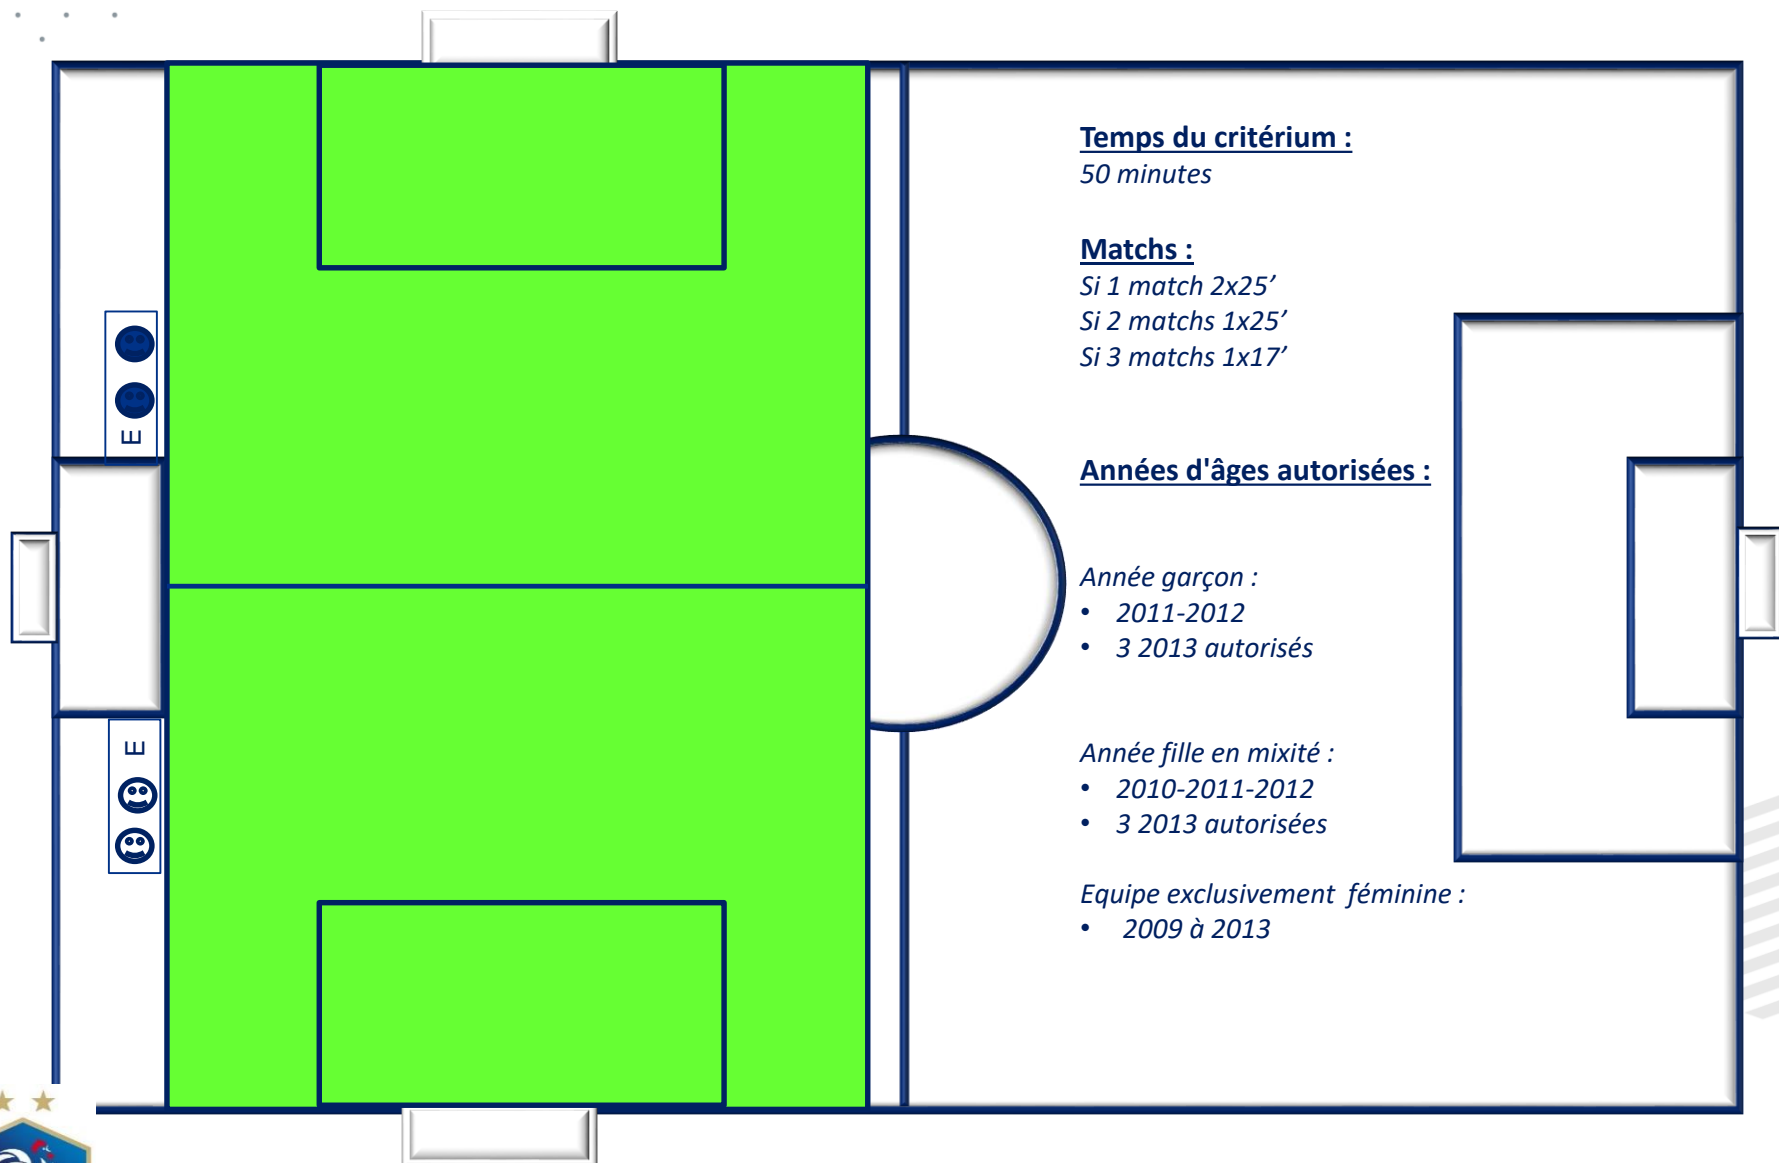 Temps du critérium :
50 minutes
Matchs :
Si 1 match 2x25’
Si 2 matchs 1x25’
Si 3 matchs 1x17’
Années d'âges autorisées :
Année garçon :
• 2011-2012
• 3 2013 autorisés
Année fille en mixité :
• 2010-2011-2012
• 3 2013 autorisées
Equipe exclusivement féminine :
• 2009 à 2013
E
E